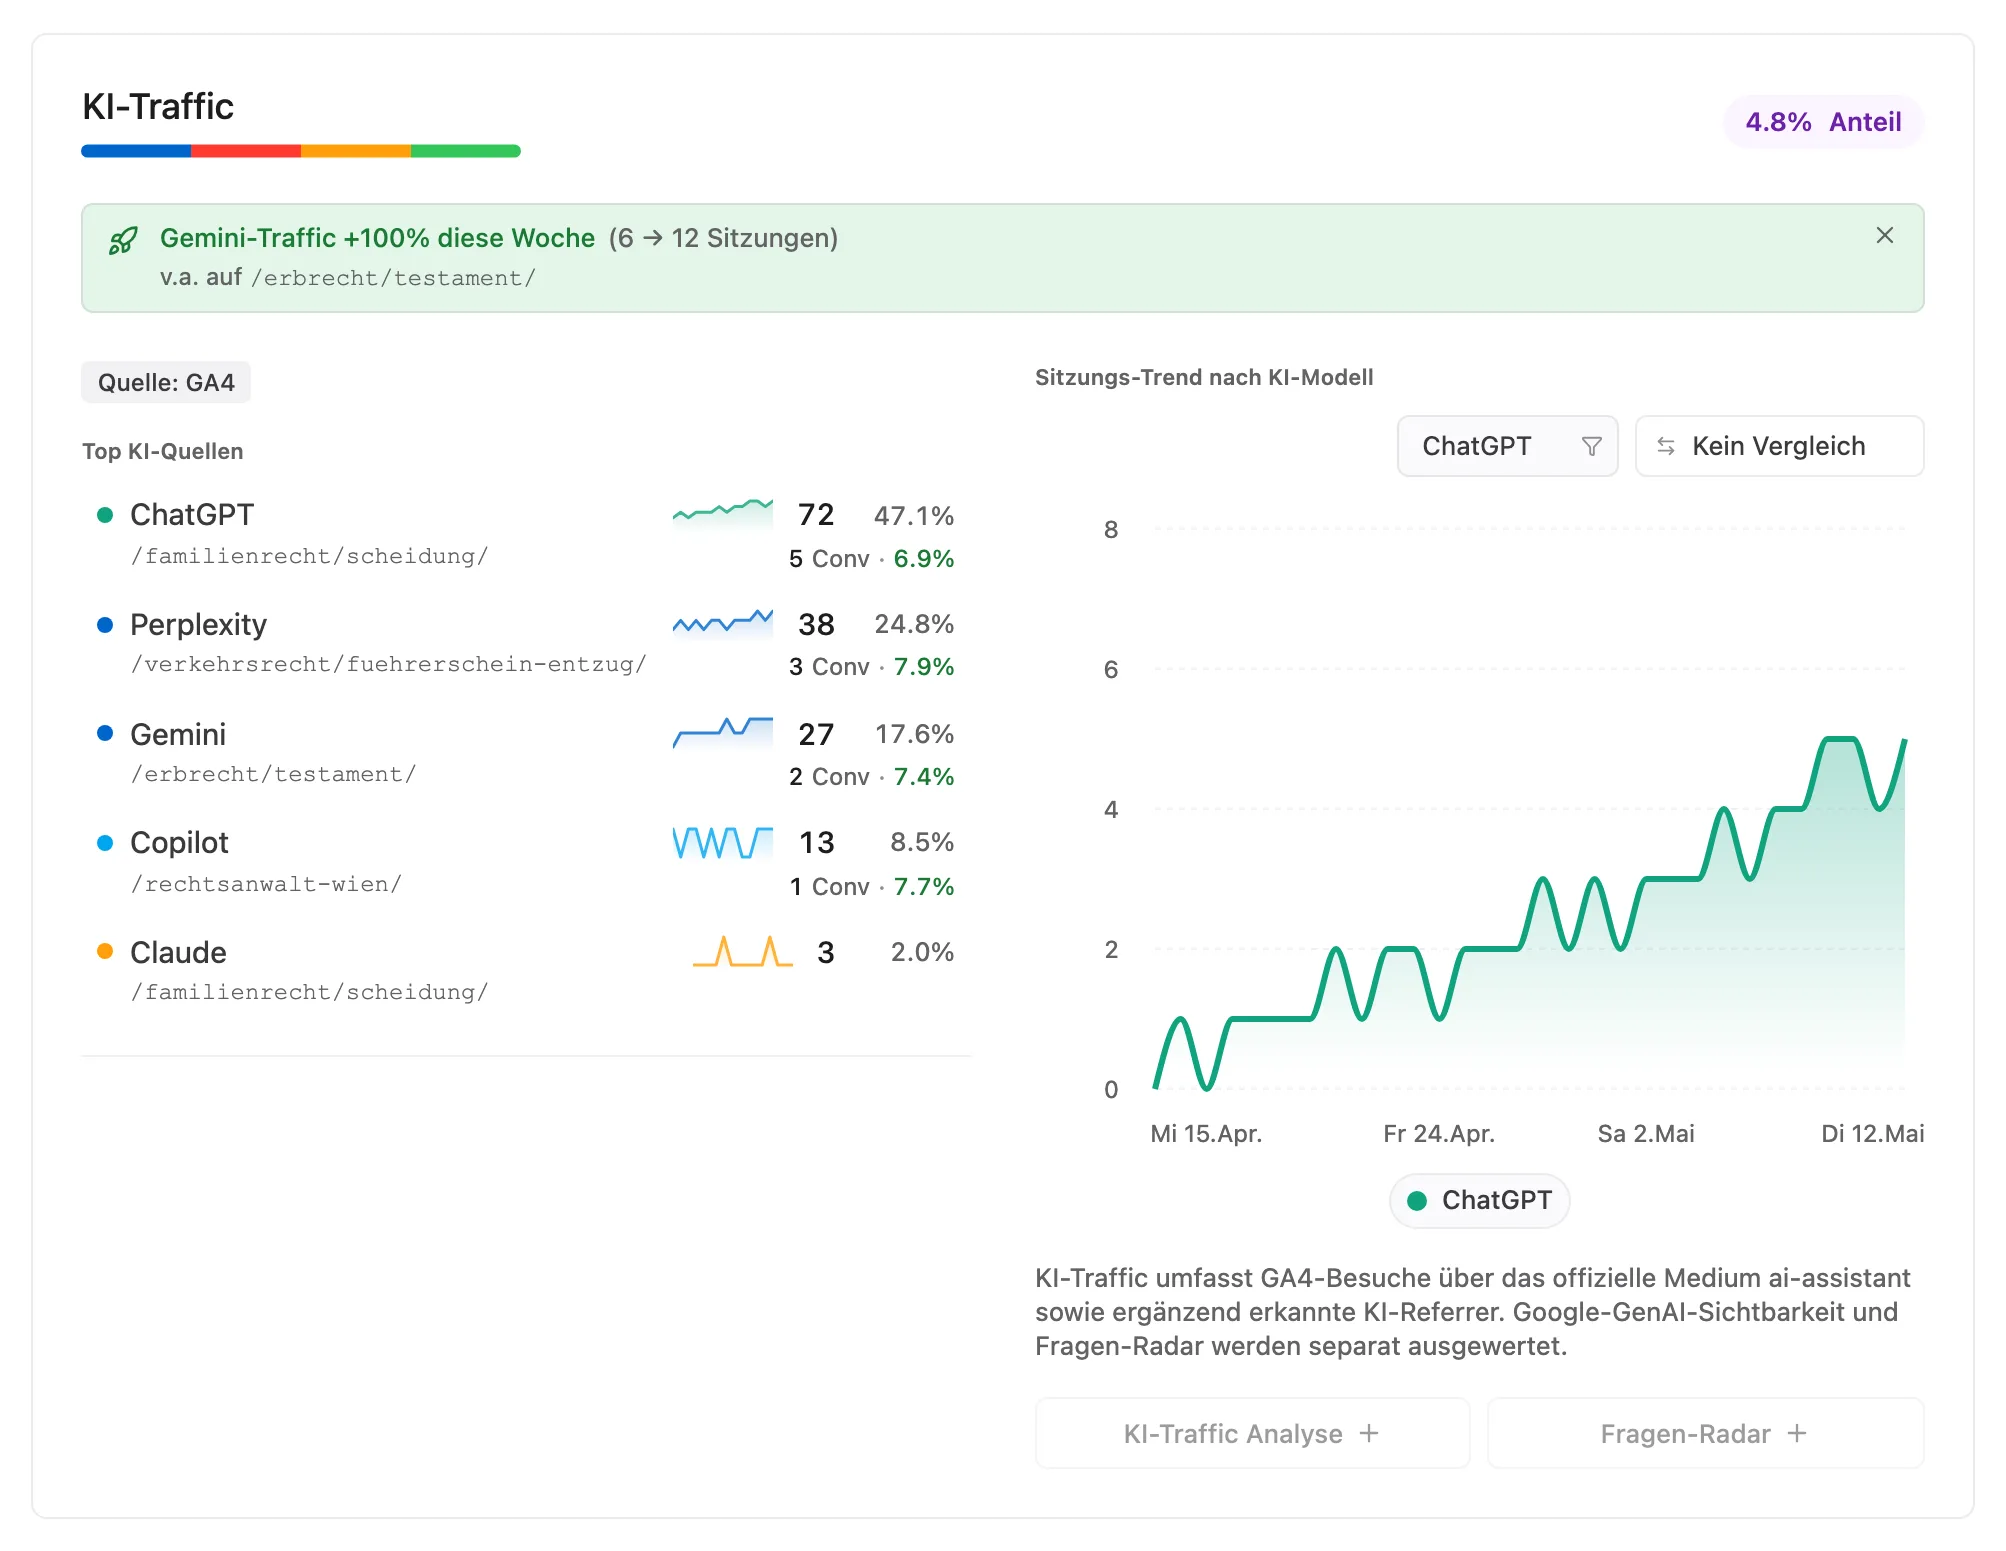 KI-Traffic
4.8% Anteil
Gemini-Traffic +100% diese Woche (6 → 12 Sitzungen)
v.a. auf /erbrecht/testament/
Quelle: GA4
Top KI-Quellen
ChatGPT 72 47.1%
/familienrecht/scheidung/ 5 Conv · 6.9%
Perplexity 38 24.8%
/verkehrsrecht/fuehrerschein-entzug/ 3 Conv · 7.9%
Gemini 27 17.6%
/erbrecht/testament/ 2 Conv · 7.4%
Copilot 13 8.5%
/rechtsanwalt-wien/ 1 Conv · 7.7%
Claude 3 2.0%
/familienrecht/scheidung/
Sitzungs-Trend nach KI-Modell
ChatGPT Kein Vergleich
8
6
4
2
0
Mi 15.Apr. Fr 24.Apr. Sa 2.Mai Di 12.Mai
ChatGPT
KI-Traffic umfasst GA4-Besuche über das offizielle Medium ai-assistant
sowie ergänzend erkannte KI-Referrer. Google-GenAI-Sichtbarkeit und
Fragen-Radar werden separat ausgewertet.
KI-Traffic Analyse + Fragen-Radar +